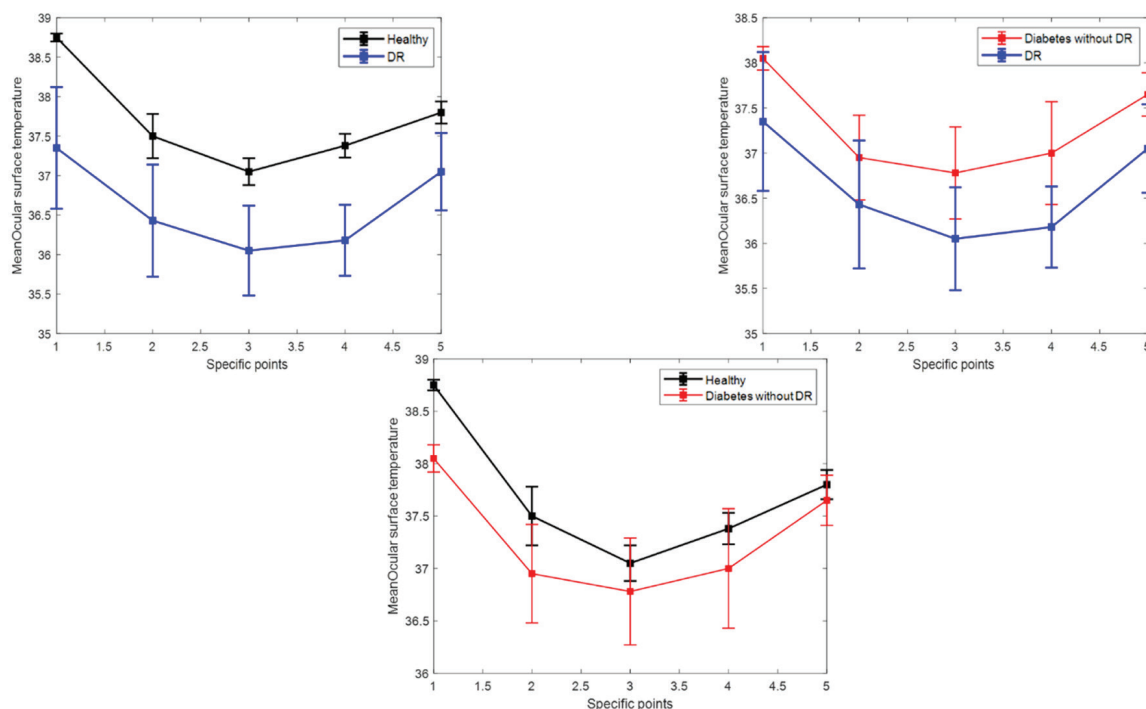 39
38.5
38
37.5
37
36.5
36
35.5
35
MeanOcular surface temperature
Healthy
DR
1 1.5 2 2.5 3 3.5 4 4.5 5
Specific points
38.5
38
37.5
37
36.5
36
35.5
35
MeanOcular surface temperature
Diabetes without DR
DR
1 1.5 2 2.5 3 3.5 4 4.5 5
Specific points
39
38.5
38
37.5
37
36.5
36
MeanOcular surface temperature
Healthy
Diabetes without DR
1 1.5 2 2.5 3 3.5 4 4.5 5
Specific points